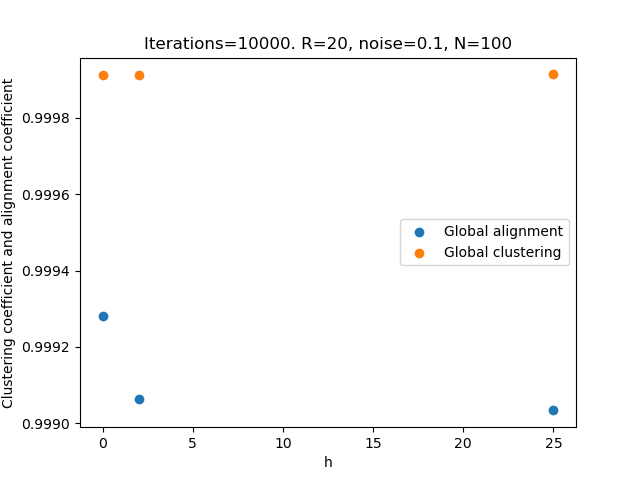 Iterations=10000. R=20, noise=0.1, N=100
Clustering coefficient and alignment coefficient
0.9998
0.9996
0.9994
0.9992
0.9990
Global alignment
Global clustering
0 5 10 15 20 25
h